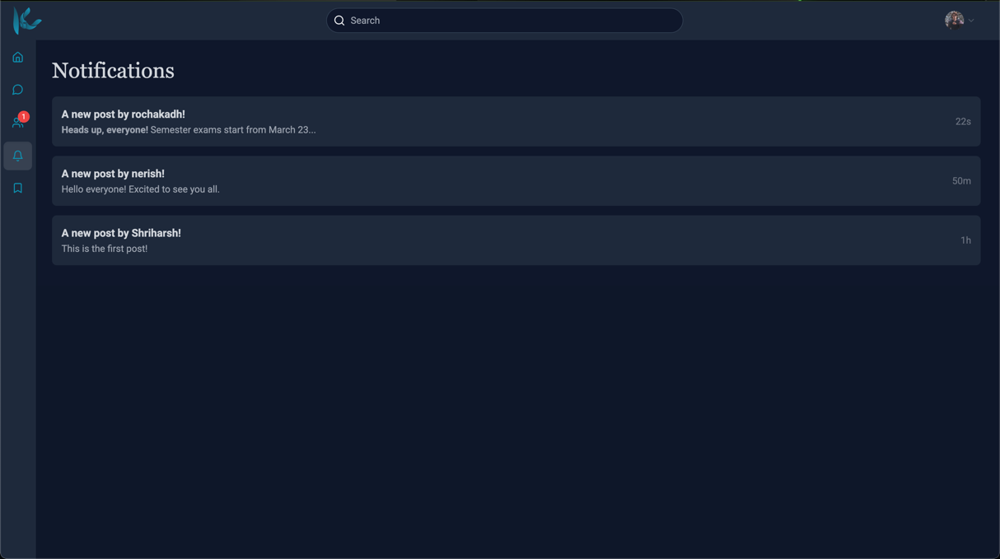 Search
1
Notifications
A new post by rochakadh!
Heads up, everyone! Semester exams start from March 23...
22s
A new post by nerish!
Hello everyone! Excited to see you all.
50m
A new post by Shriharsh!
This is the first post!
1h